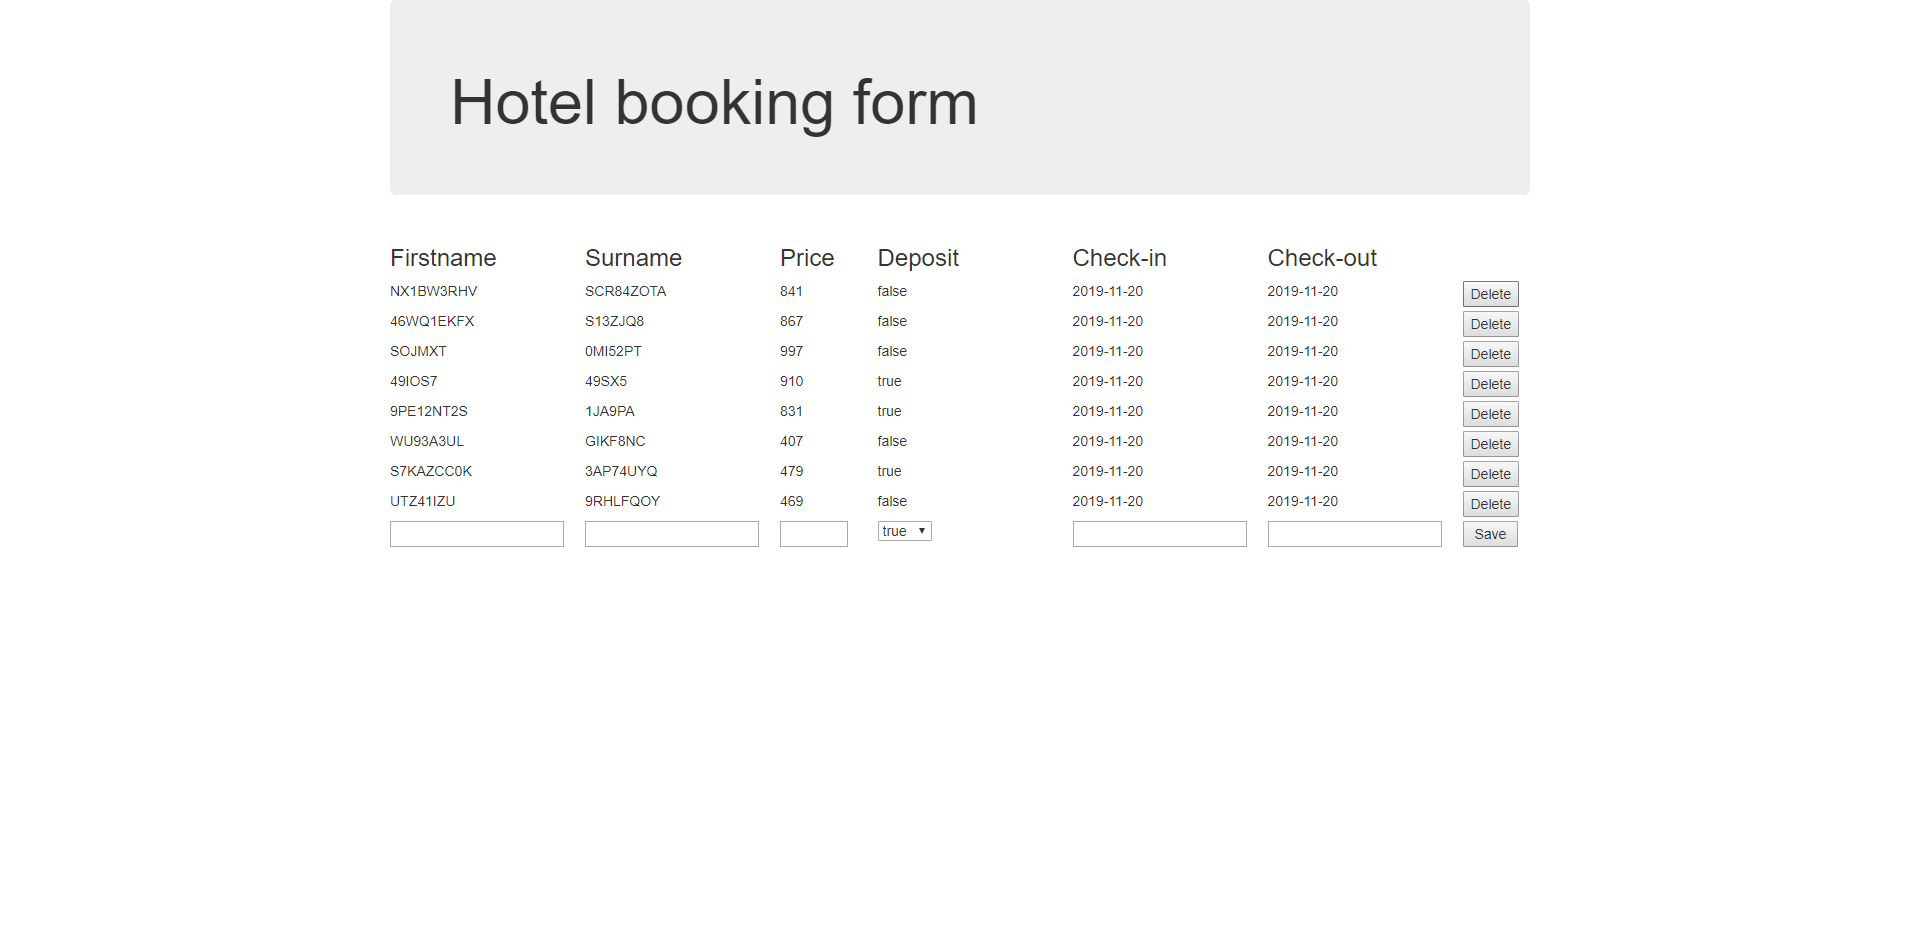 Hotel booking form
Firstname Surname Price Deposit Check-in Check-out
NX1BW3RHV SCR84ZOTA 841 false 2019-11-20 2019-11-20 Delete
46WQ1EKFX S13ZJQ8 867 false 2019-11-20 2019-11-20 Delete
SOJMXT 0MI52PT 997 false 2019-11-20 2019-11-20 Delete
49IOS7 49SX5 910 true 2019-11-20 2019-11-20 Delete
9PE12NT2S 1JA9PA 831 true 2019-11-20 2019-11-20 Delete
WU93A3UL GIKF8NC 407 false 2019-11-20 2019-11-20 Delete
S7KAZCC0K 3AP74UYQ 479 true 2019-11-20 2019-11-20 Delete
UTZ41IZU 9RHLFQOY 469 false 2019-11-20 2019-11-20 Delete
true Save